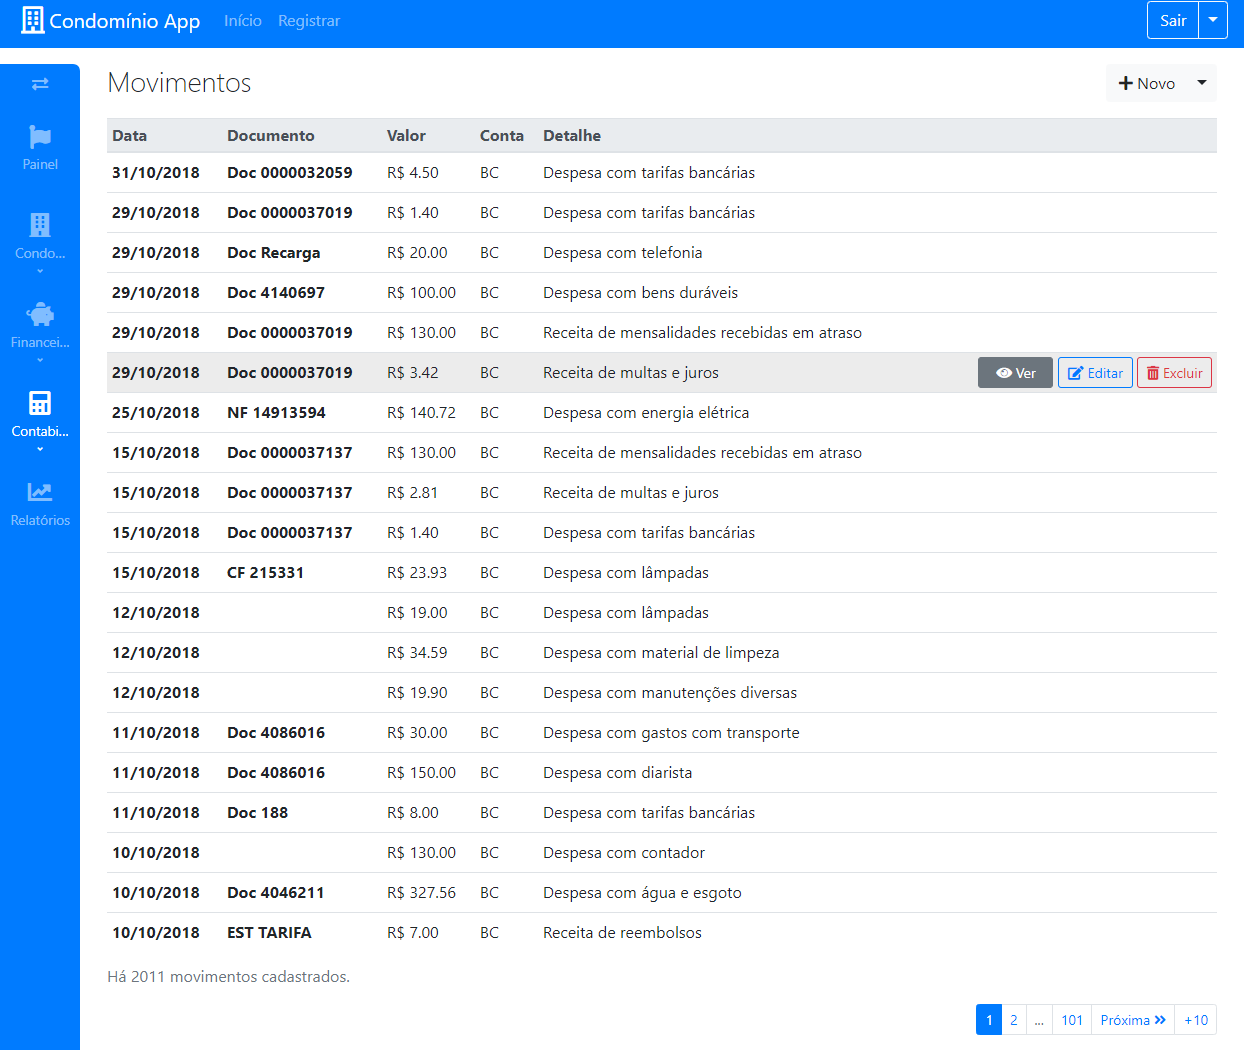 Condomínio App Início Registrar Sair
Movimentos + Novo
Data Documento Valor Conta Detalhe
31/10/2018 Doc 0000032059 R$ 4.50 BC Despesa com tarifas bancárias
29/10/2018 Doc 0000037019 R$ 1.40 BC Despesa com tarifas bancárias
29/10/2018 Doc Recarga R$ 20.00 BC Despesa com telefonia
29/10/2018 Doc 4140697 R$ 100.00 BC Despesa com bens duráveis
29/10/2018 Doc 0000037019 R$ 130.00 BC Receita de mensalidades recebidas em atraso
29/10/2018 Doc 0000037019 R$ 3.42 BC Receita de multas e juros Ver Editar Excluir
25/10/2018 NF 14913594 R$ 140.72 BC Despesa com energia elétrica
15/10/2018 Doc 0000037137 R$ 130.00 BC Receita de mensalidades recebidas em atraso
15/10/2018 Doc 0000037137 R$ 2.81 BC Receita de multas e juros
15/10/2018 Doc 0000037137 R$ 1.40 BC Despesa com tarifas bancárias
15/10/2018 CF 215331 R$ 23.93 BC Despesa com lâmpadas
12/10/2018 R$ 19.00 BC Despesa com lâmpadas
12/10/2018 R$ 34.59 BC Despesa com material de limpeza
12/10/2018 R$ 19.90 BC Despesa com manutenções diversas
11/10/2018 Doc 4086016 R$ 30.00 BC Despesa com gastos com transporte
11/10/2018 Doc 4086016 R$ 150.00 BC Despesa com diarista
11/10/2018 Doc 188 R$ 8.00 BC Despesa com tarifas bancárias
10/10/2018 R$ 130.00 BC Despesa com contador
10/10/2018 Doc 4046211 R$ 327.56 BC Despesa com água e esgoto
10/10/2018 EST TARIFA R$ 7.00 BC Receita de reembolsos
Há 2011 movimentos cadastrados.
1 2 ... 101 Próxima » +10
Painel
Condo...
Financei...
Contabi...
Relatórios